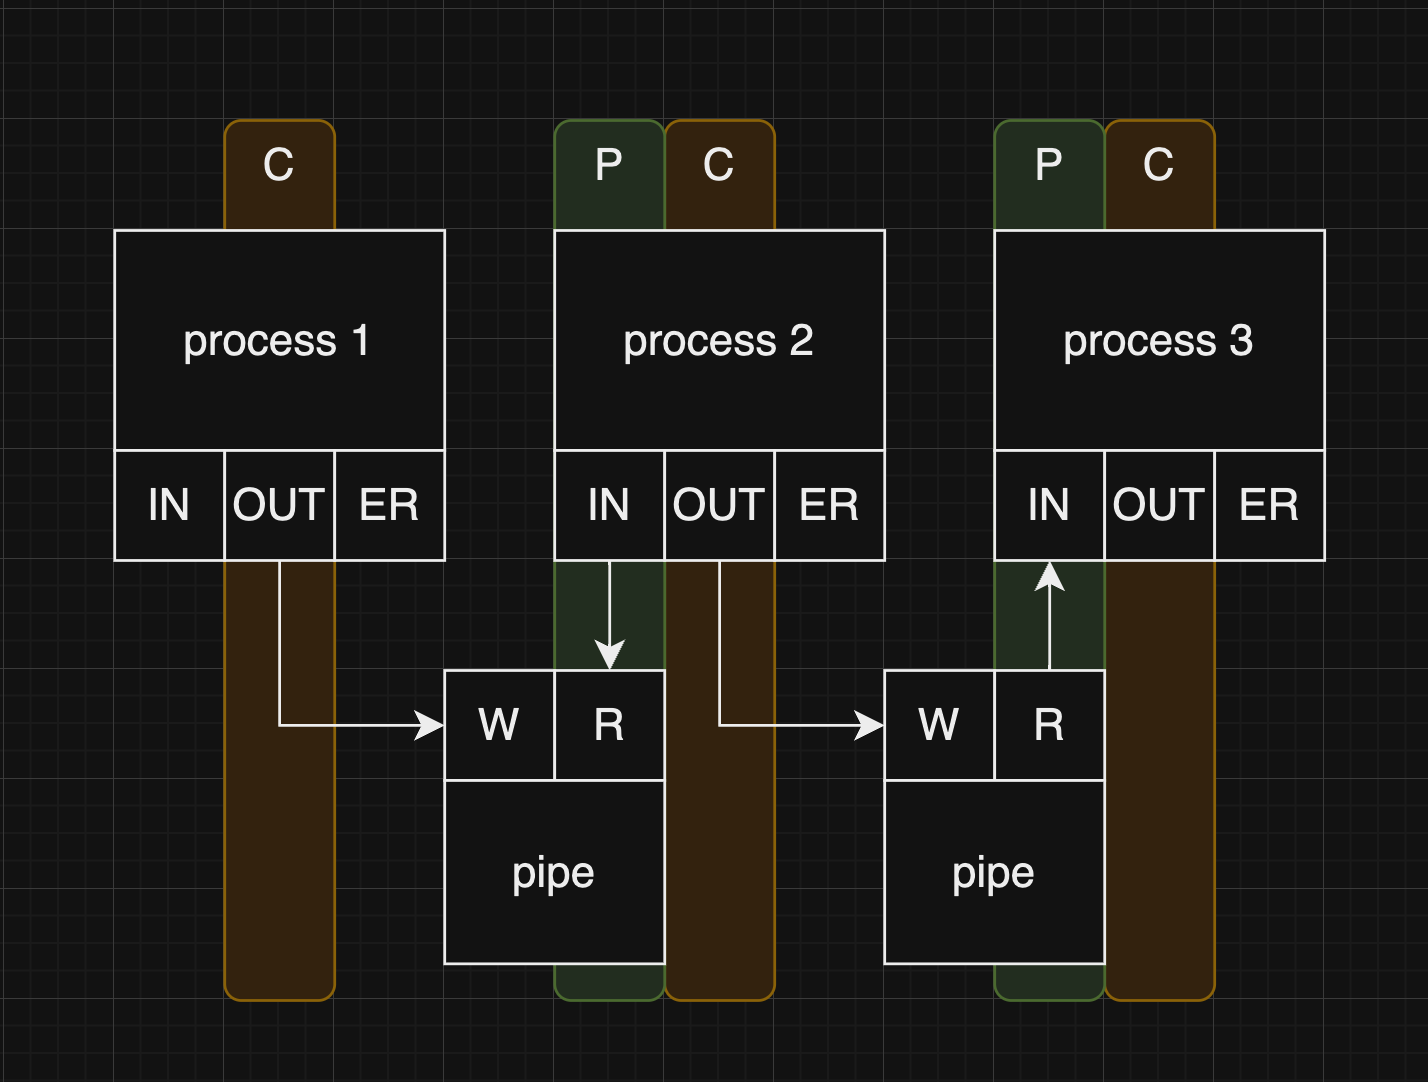 C
P
C
P
C
process 1
process 2
process 3
IN
OUT
ER
IN
OUT
ER
IN
OUT
ER
W
R
W
R
pipe
pipe